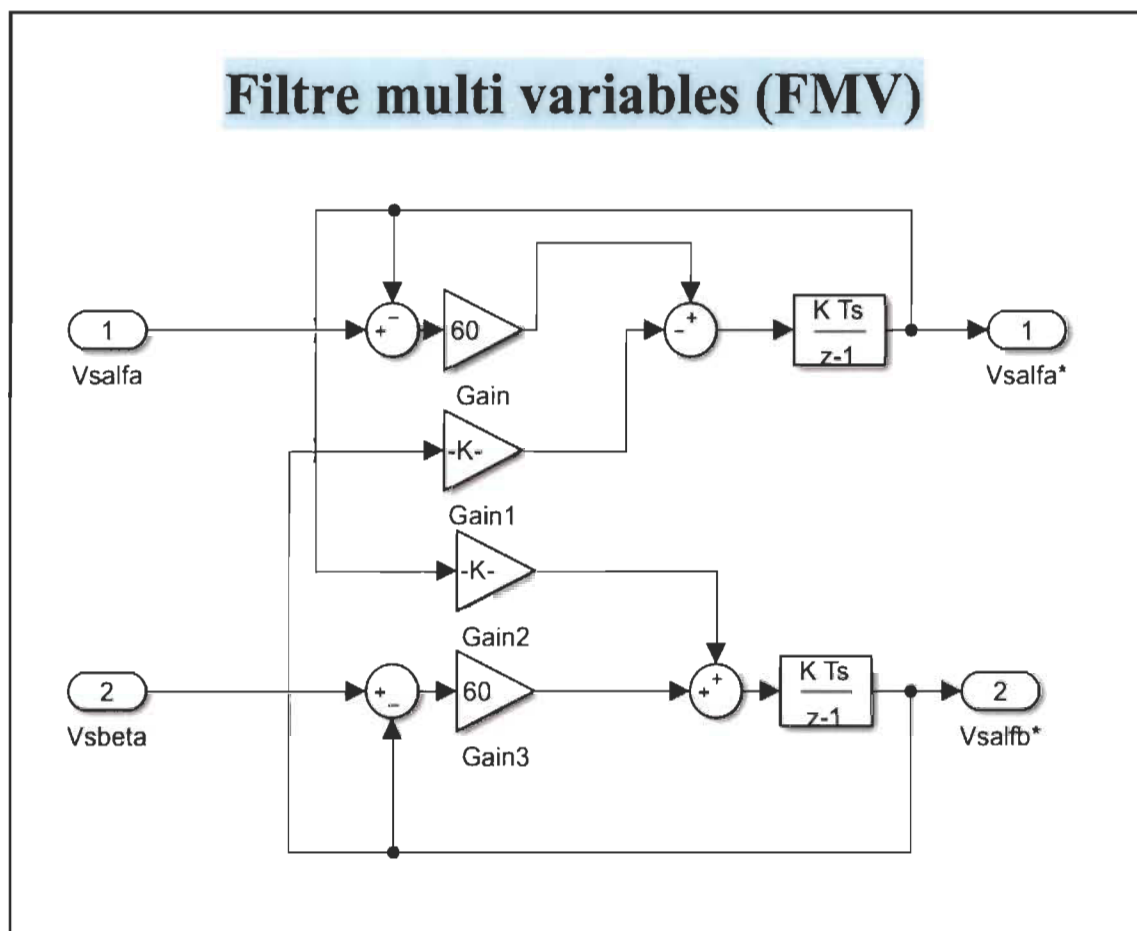 Filtre multi variables (FMV)
1
Vsalfa
+
−
60
Gain
−
+
K Ts
z-1
1
Vsalfa*
-K-
Gain1
-K-
Gain2
2
Vsbeta
+
−
60
Gain3
+
+
K Ts
z-1
2
Vsalfb*